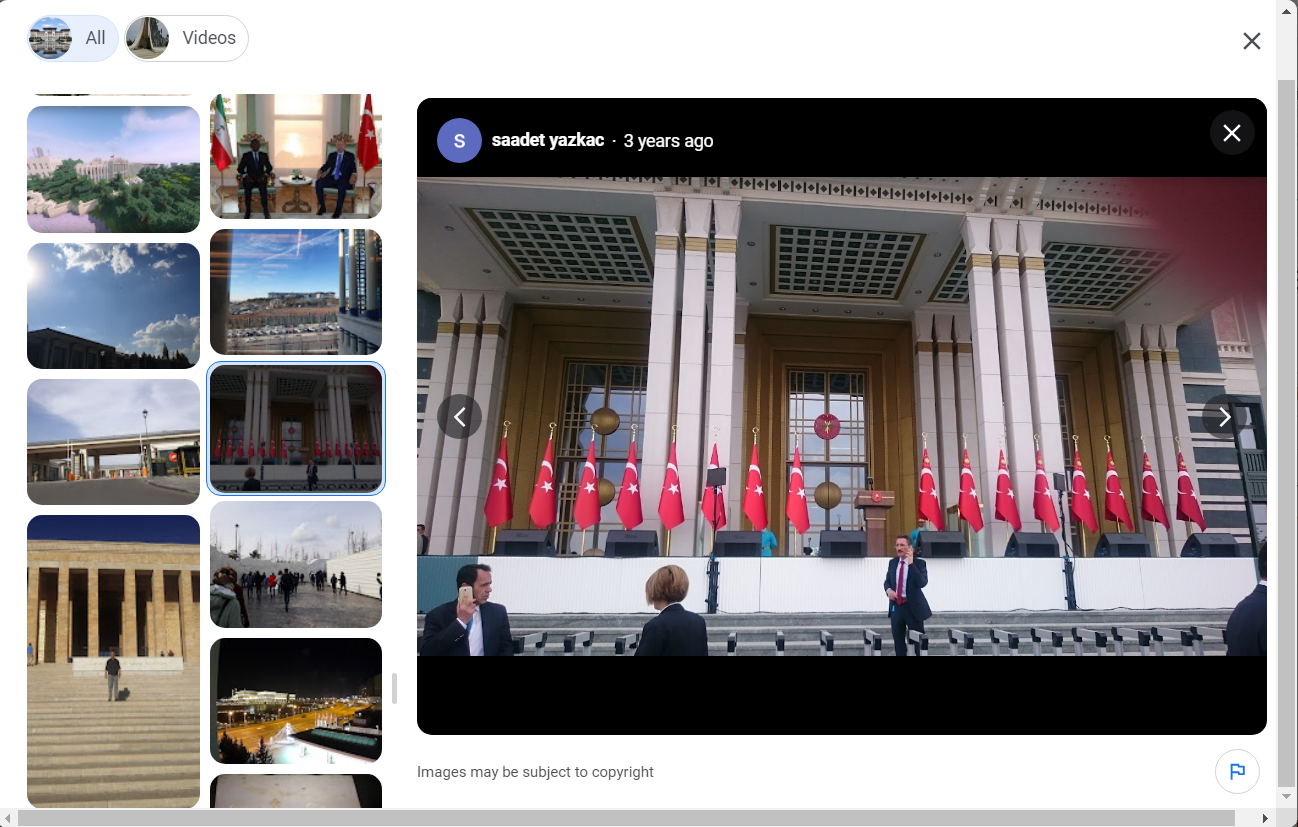 All
Videos
S
saadet yazkac · 3 years ago
Images may be subject to copyright